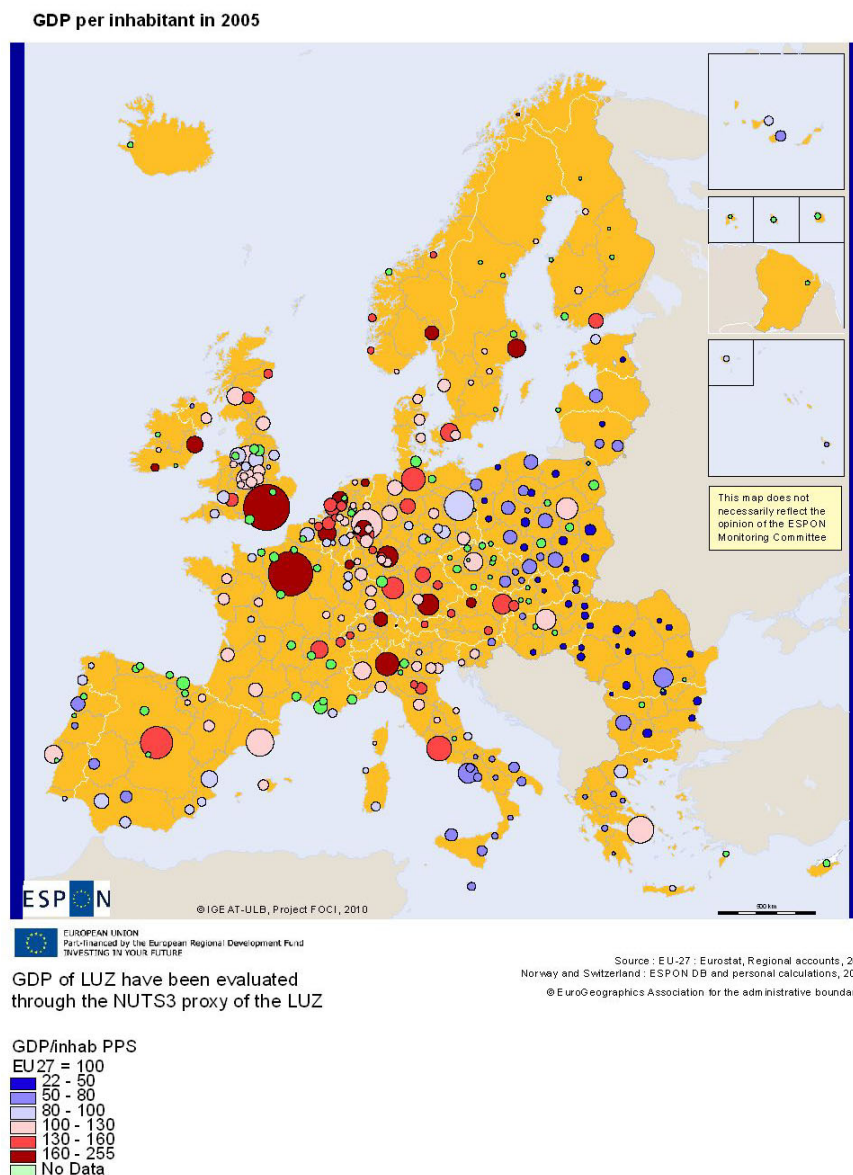 GDP per inhabitant in 2005
This map does not
necessarily reflect the
opinion of the ESPON
Monitoring Committee
ESPON
© IGEAT-ULB, Project FOCI, 2010
500 km
EUROPEAN UNION
Part-financed by the European Regional Development Fund
INVESTING IN YOUR FUTURE
Source : EU-27 : Eurostat, Regional accounts, 20
Norway and Switzerland : ESPON DB and personal calculations, 20
© EuroGeographics Association for the administrative
GDP of LUZ have been evaluated
through the NUTS3 proxy of the LUZ
GDP/inhab PPS
EU27 = 100
22 - 50
50 - 80
80 - 100
100 - 130
130 - 160
160 - 255
No Data